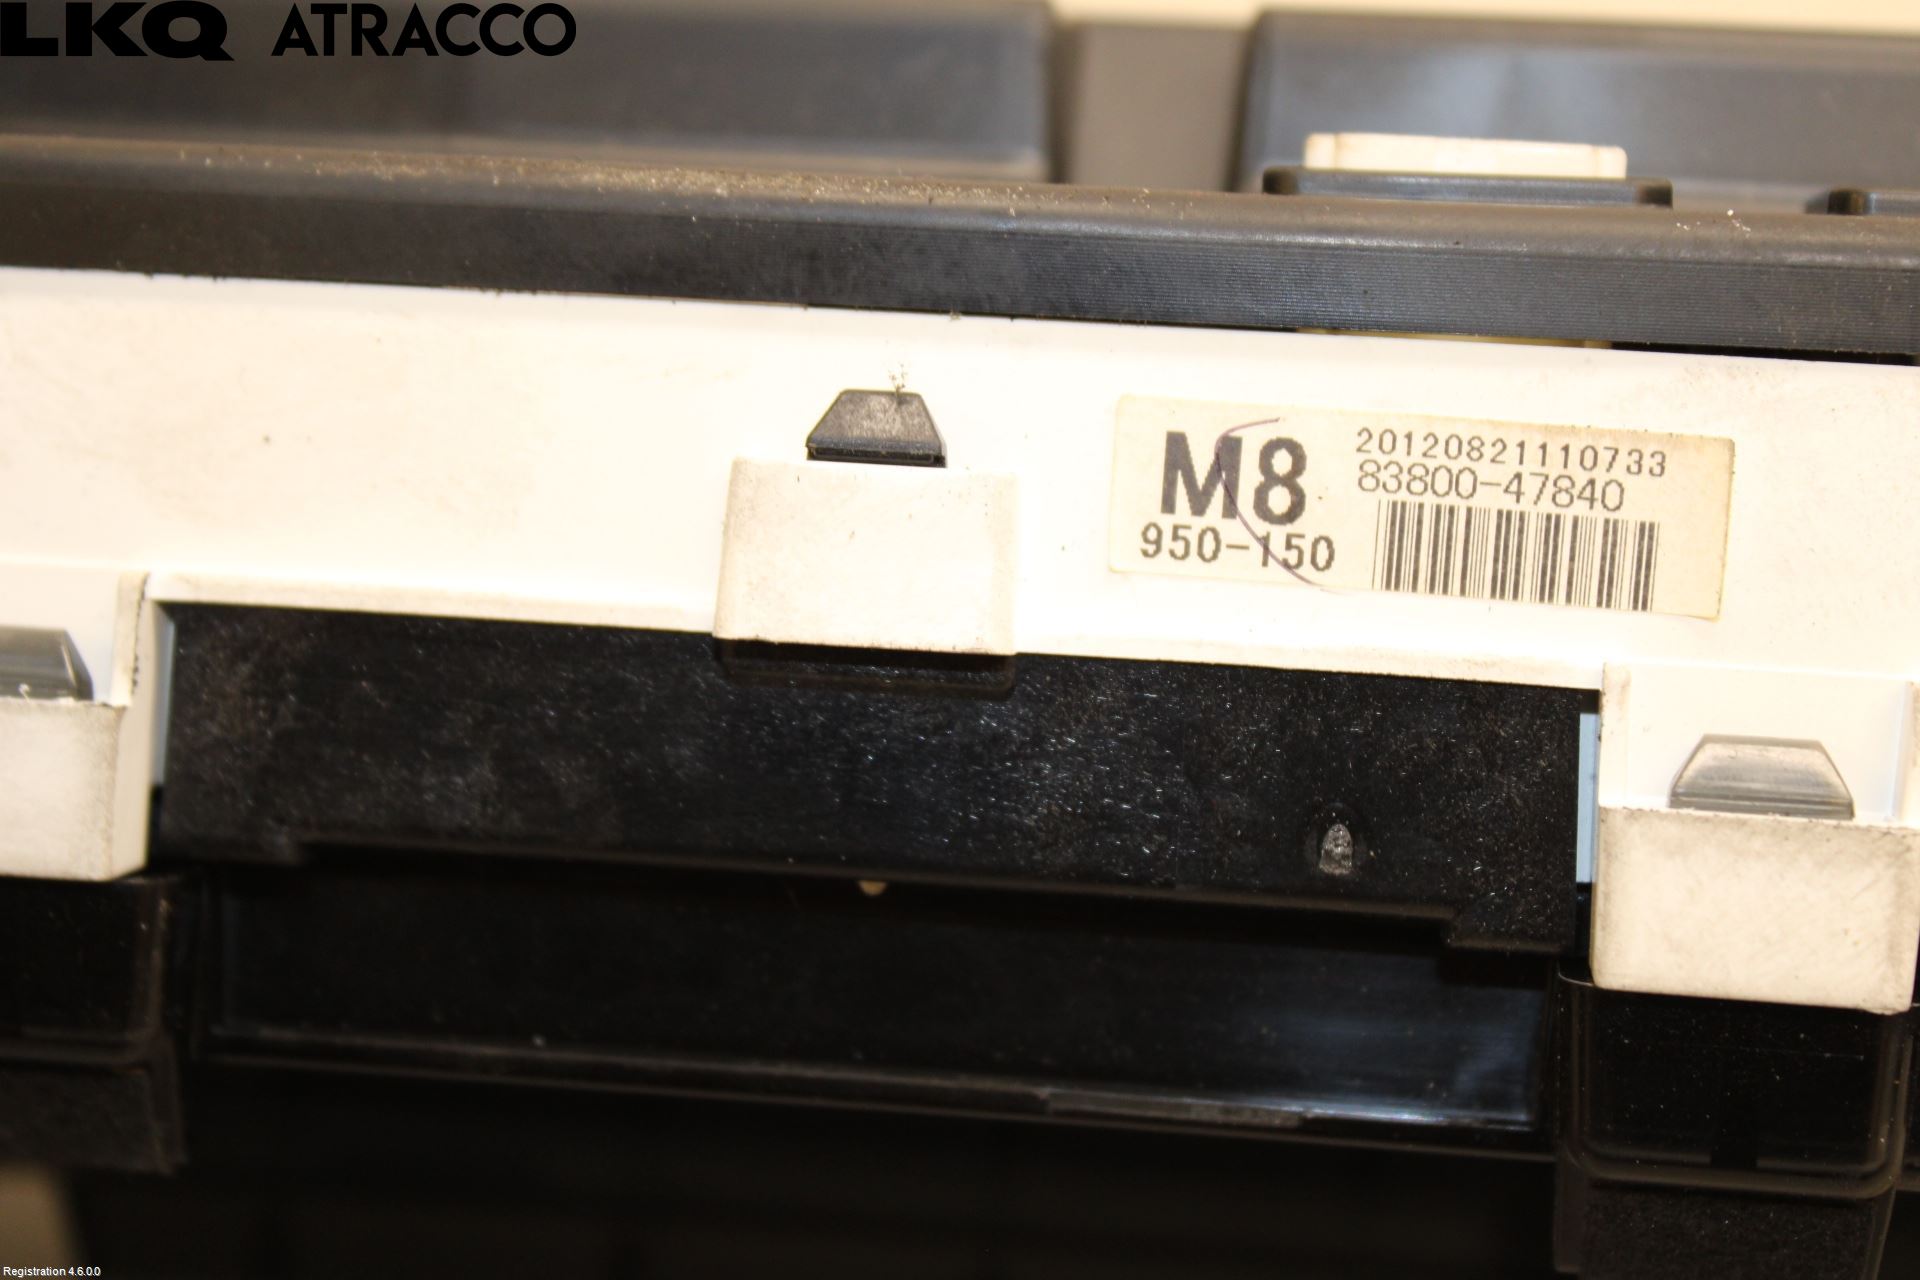 LKQ ATRACCO
M8
950-150
20120821110733
83800-47840
Registration 4.6.0.0